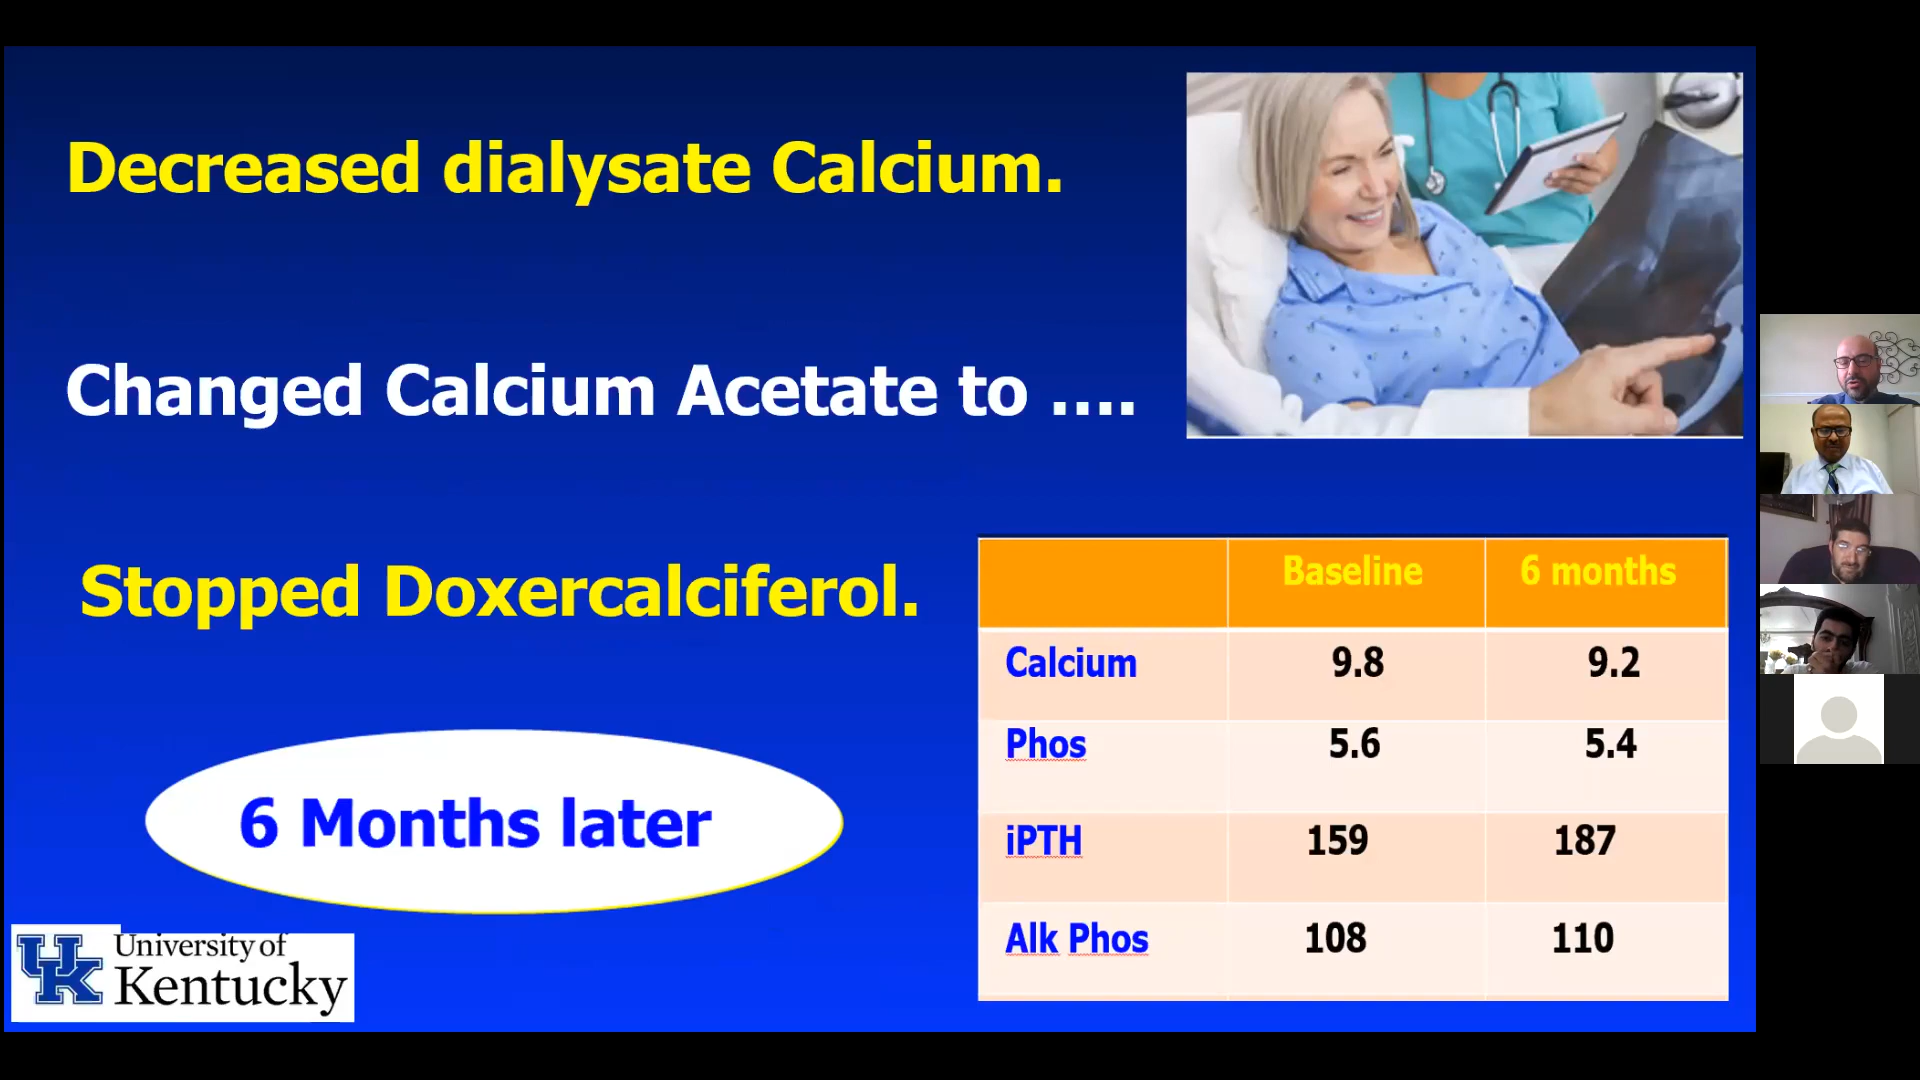 Decreased dialysate Calcium.
Changed Calcium Acetate to ....
Stopped Doxercalciferol.
6 Months later
Baseline 6 months
Calcium 9.8 9.2
Phos 5.6 5.4
iPTH 159 187
Alk Phos 108 110
UK University of
Kentucky